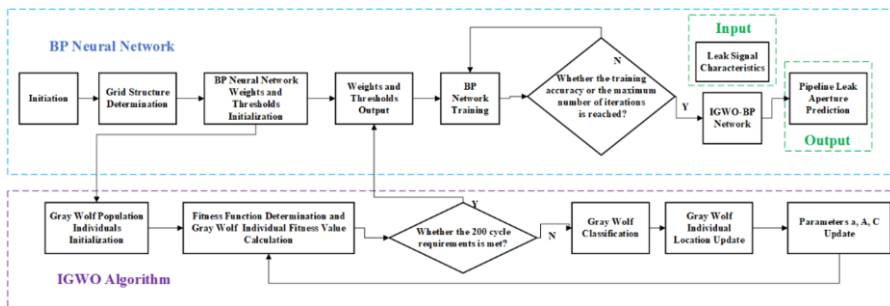 BP Neural Network
Initiation
Grid Structure
Determination
BP Neural Network
Weights and
Thresholds
Initialization
Weights and
Thresholds
Output
BP
Network
Training
N
Whether the training
accuracy or the maximum
number of iterations
is reached?
Y
Input
Leak Signal
Characteristics
IGWO-BP
Network
Pipeline Leak
Aperture
Prediction
Output
Gray Wolf Population
Individuals
Initialization
Fitness Function Determination and
Gray Wolf Individual Fitness Value
Calculation
Y
Whether the 200 cycle
requirements is met?
N
Gray Wolf
Classification
Gray Wolf
Individual
Location Update
Parameters a, A, C
Update
IGWO Algorithm